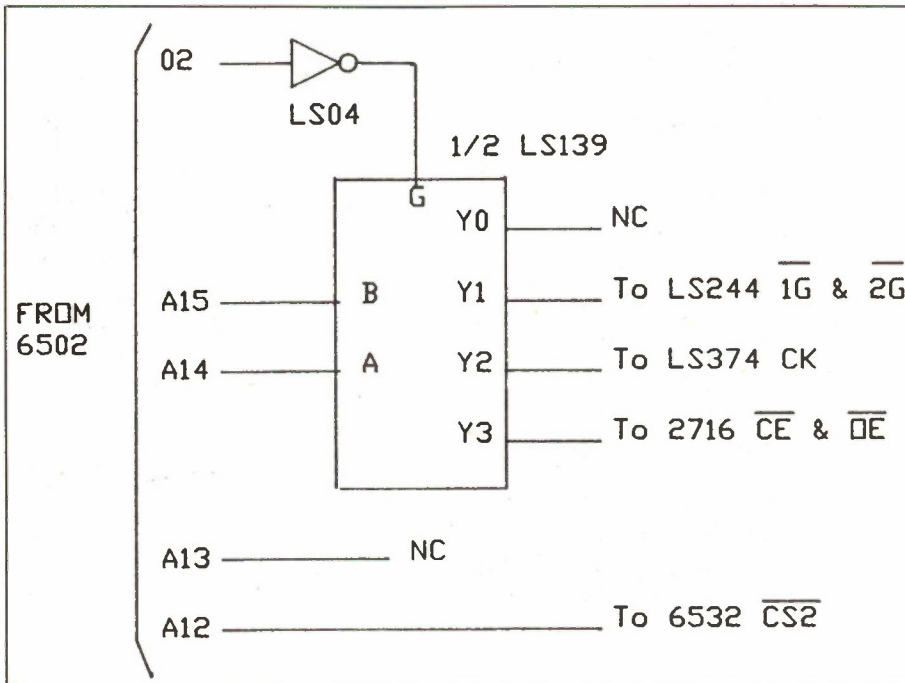 02
LS04
1/2 LS139
G
Y0 NC
A15 B Y1 To LS244 1G & 2G
FROM
6502
A14 A Y2 To LS374 CK
Y3 To 2716 CE & OE
A13 NC
A12 To 6532 CS2